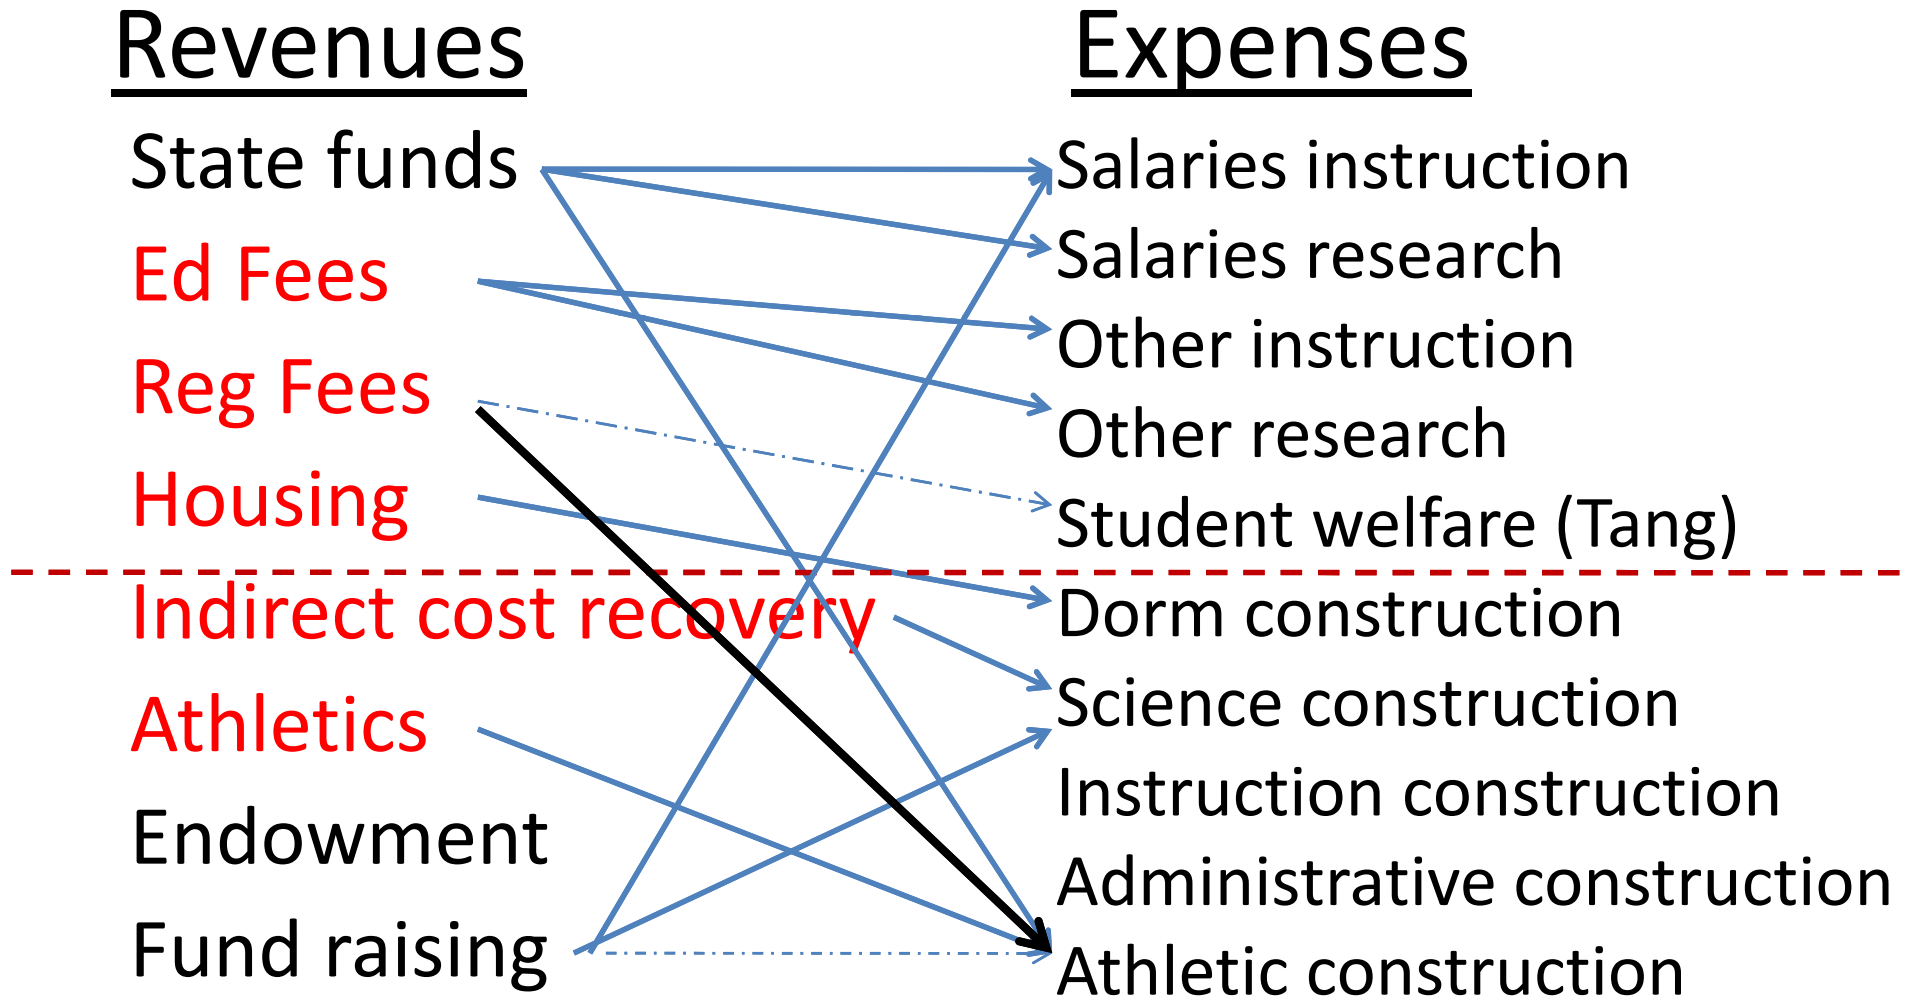 Revenues
State funds
Ed Fees
Reg Fees
Housing
Indirect cost recovery
Athletics
Endowment
Fund raising
Expenses
Salaries instruction
Salaries research
Other instruction
Other research
Student welfare (Tang)
Dorm construction
Science construction
Instruction construction
Administrative construction
Athletic construction